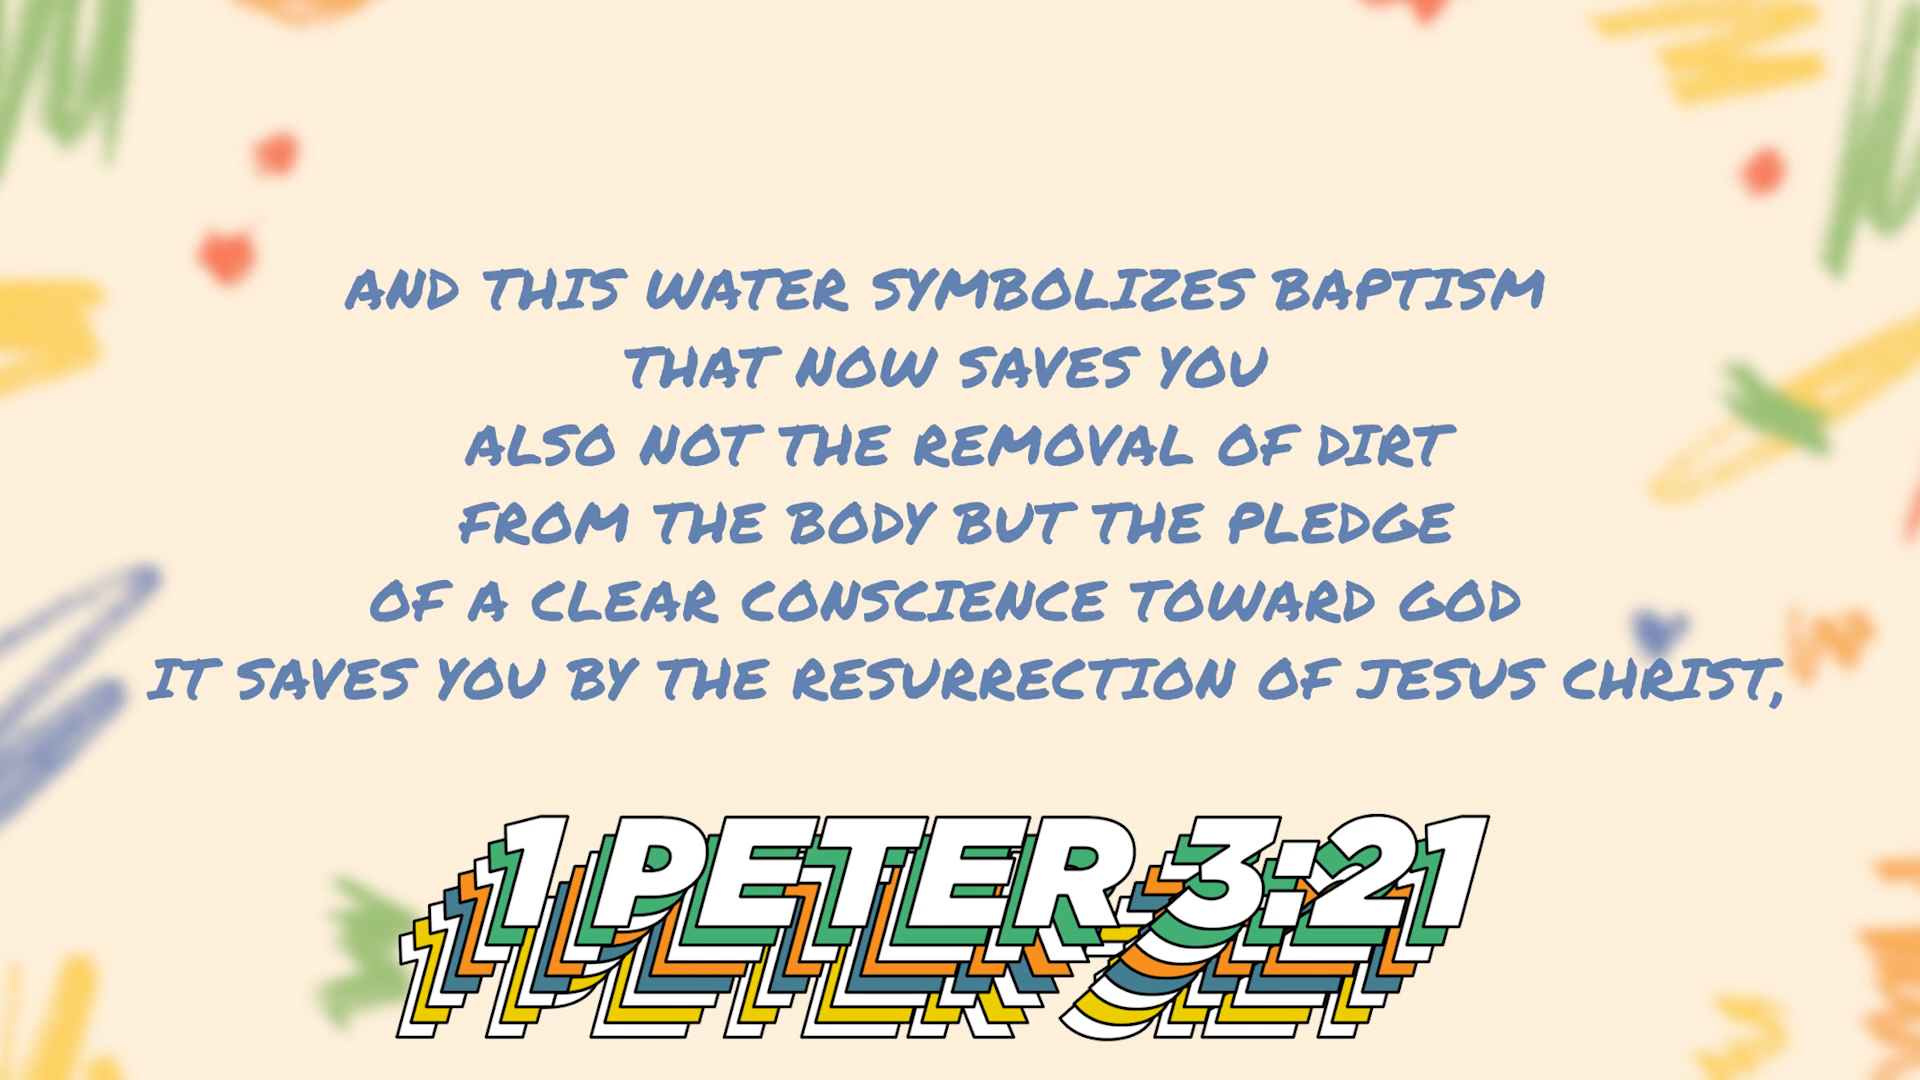 AND THIS WATER SYMBOLIZES BAPTISM
THAT NOW SAVES YOU
ALSO NOT THE REMOVAL OF DIRT
FROM THE BODY BUT THE PLEDGE
OF A CLEAR CONSCIENCE TOWARD GOD
IT SAVES YOU BY THE RESURRECTION OF JESUS CHRIST,
1 PETER 3:21